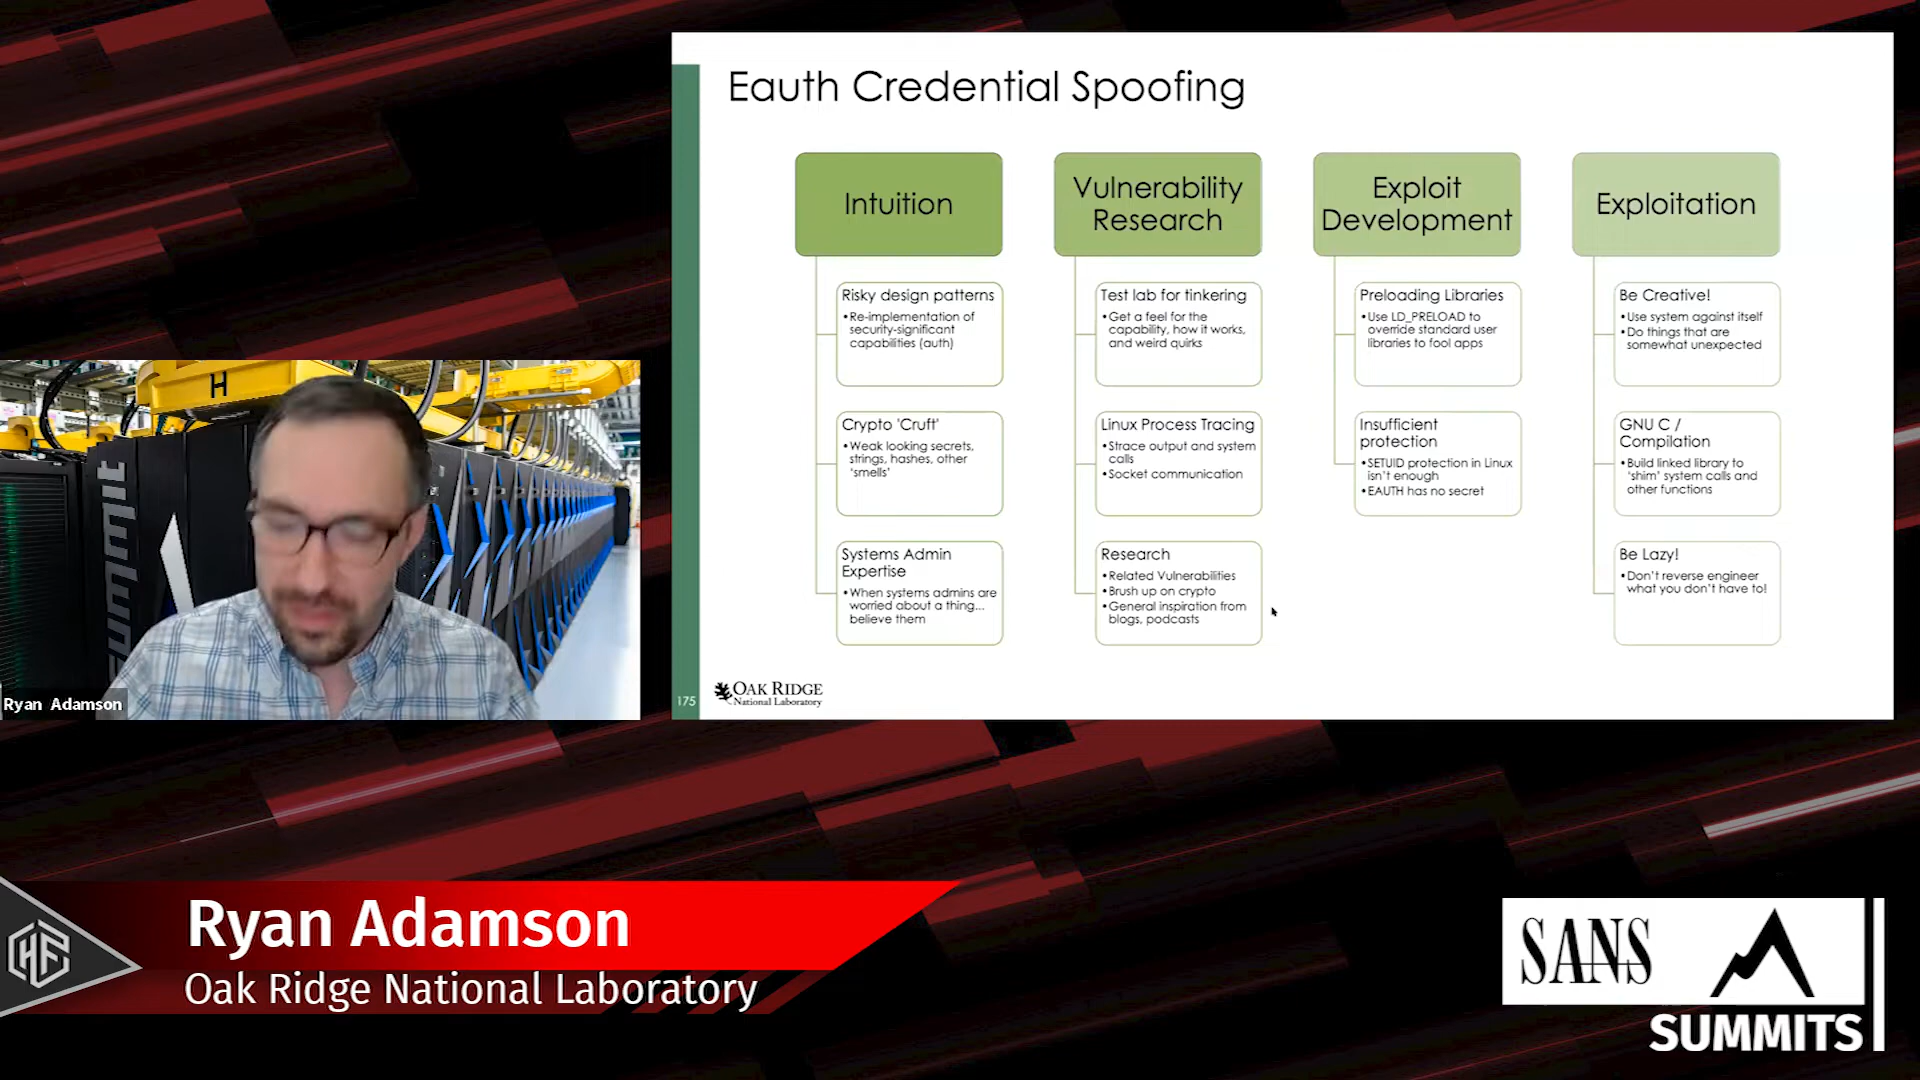 Eauth Credential Spoofing
Intuition
Risky design patterns
•Re-implementation of
security-significant
capabilities (auth)
Crypto 'Cruft'
•Weak looking secrets,
strings, hashes, other
‘smells’
Systems Admin
Expertise
•When systems admins are
worried about a thing...
believe them
Vulnerability
Research
Test lab for tinkering
•Get a feel for the
capability, how it works,
and weird quirks
Linux Process Tracing
•Strace output and system
calls
•Socket communication
Research
•Related Vulnerabilities
•Brush up on crypto
•General inspiration from
blogs, podcasts
Exploit
Development
Preloading Libraries
•Use LD_PRELOAD to
override standard user
libraries to fool apps
Insufficient
protection
•SETUID protection in Linux
isn’t enough
•EAUTH has no secret
Exploitation
Be Creative!
•Use system against itself
•Do things that are
somewhat unexpected
GNU C /
Compilation
•Build linked library to
‘shim’ system calls and
other functions
Be Lazy!
•Don’t reverse engineer
what you don’t have to!
175
OAK RIDGE
National Laboratory
H
summit
Ryan Adamson
Ryan Adamson
Oak Ridge National Laboratory
SANS
SUMMITS